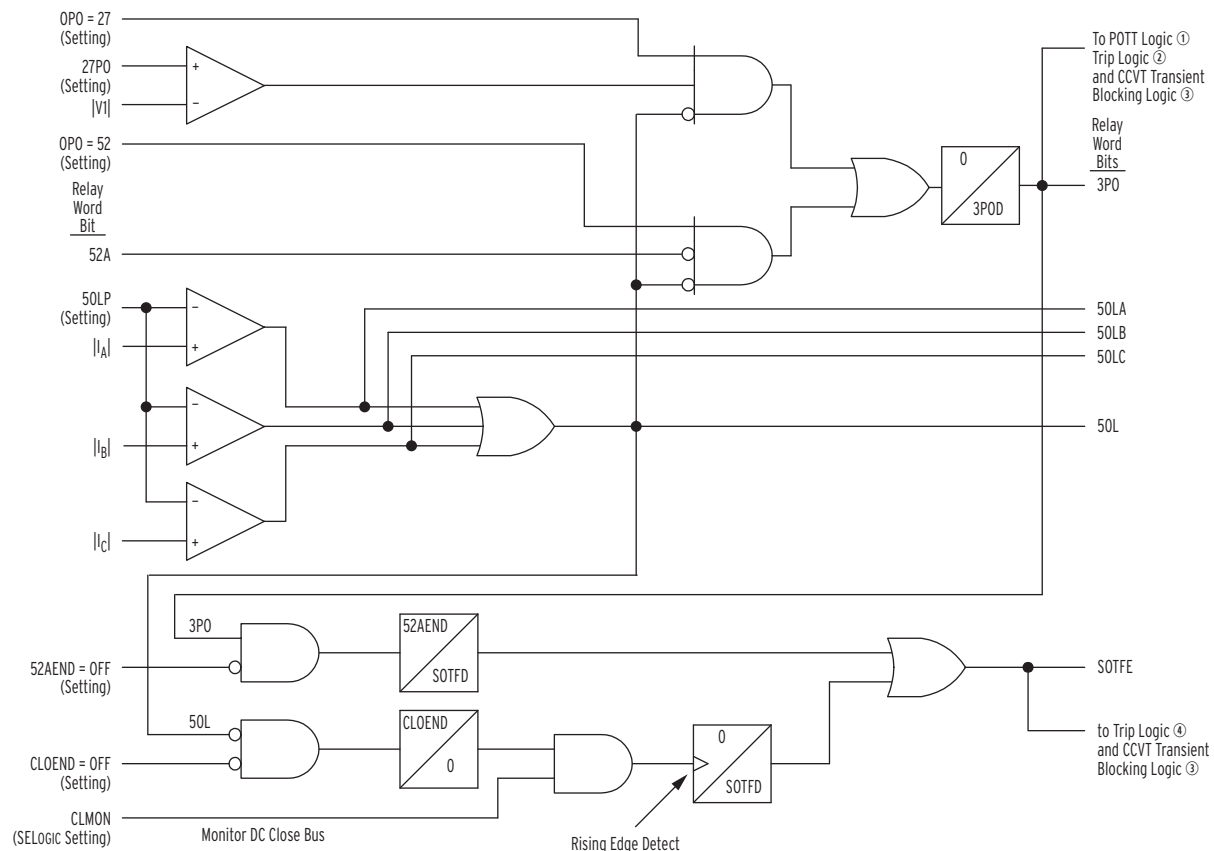 OPO = 27
(Setting)
27PO
(Setting)
|V1|
OPO = 52
(Setting)
Relay
Word
Bit
52A
50LP
(Setting)
|IA|
|IB|
|IC|
+
−
−
+
−
+
−
+
0
3POD
To POTT Logic ①
Trip Logic ②
and CCVT Transient
Blocking Logic ③
Relay
Word
Bits
3PO
50LA
50LB
50LC
50L
3PO
52AEND = OFF
(Setting)
52AEND
SOTFD
50L
CLOEND = OFF
(Setting)
CLOEND
0
CLMON
(SELOGIC Setting)
Monitor DC Close Bus
0
SOTFD
Rising Edge Detect
SOTFE
to Trip Logic ④
and CCVT Transient
Blocking Logic ③